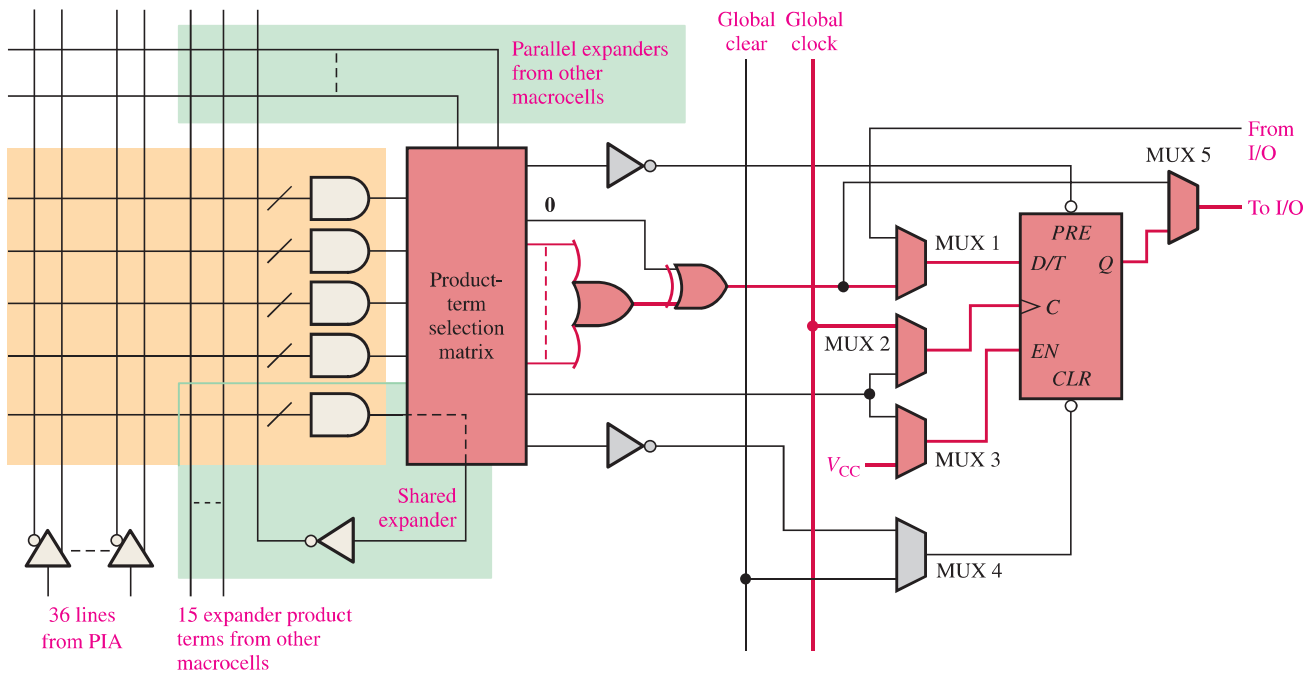 Global
clear
Global
clock
Parallel expanders
from other
macrocells
From
I/O
MUX 5
To I/O
0
MUX 1
PRE
D/T
Q
Product-
term
selection
matrix
C
MUX 2
EN
CLR
MUX 3
VCC
Shared
expander
MUX 4
36 lines
from PIA
15 expander product
terms from other
macrocells